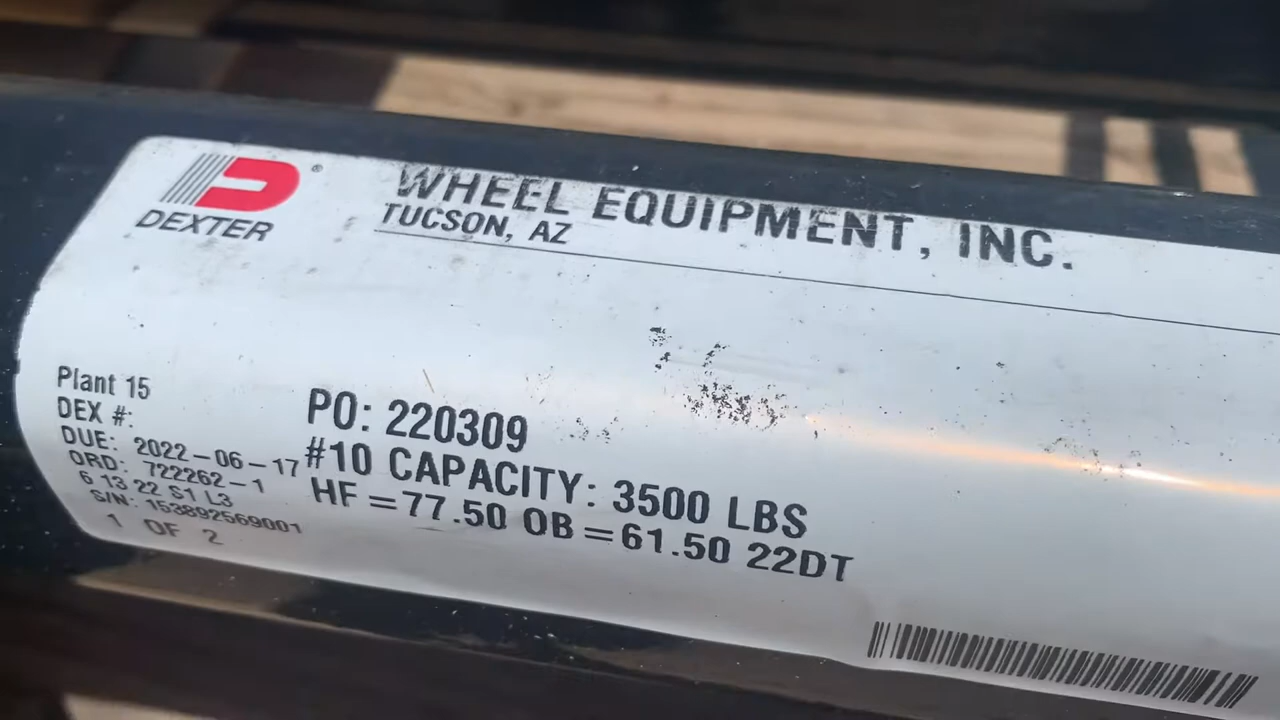 DEXTER ®
WHEEL EQUIPMENT, INC.
TUCSON, AZ
Plant 15
DEX #:
DUE: 2022-06-17
ORD: 722262-1
6 13 22 S1 L3
S/N: 153892569001
1 OF 2
PO: 220309
#10 CAPACITY: 3500 LBS
HF=77.50 OB=61.50 22DT